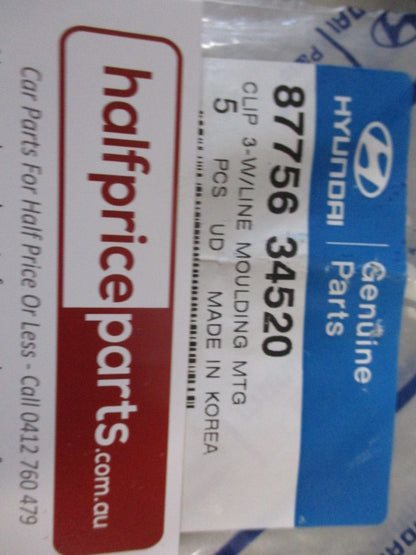 HYUNDAI
Genuine
Parts
87756 34520
CLIP 3-W/LINE MOULDING MTG
5 PCS UD MADE IN KOREA
halfpriceparts.com.au
Car Parts For Half Price Or Less - Call 0412 760 479